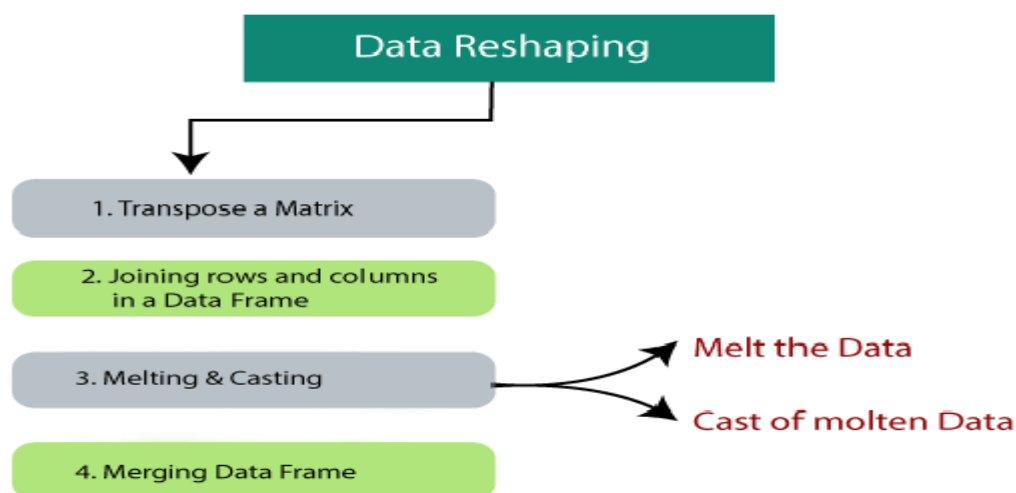 Data Reshaping
1. Transpose a Matrix
2. Joining rows and columns
in a Data Frame
3. Melting & Casting
Melt the Data
Cast of molten Data
4. Merging Data Frame